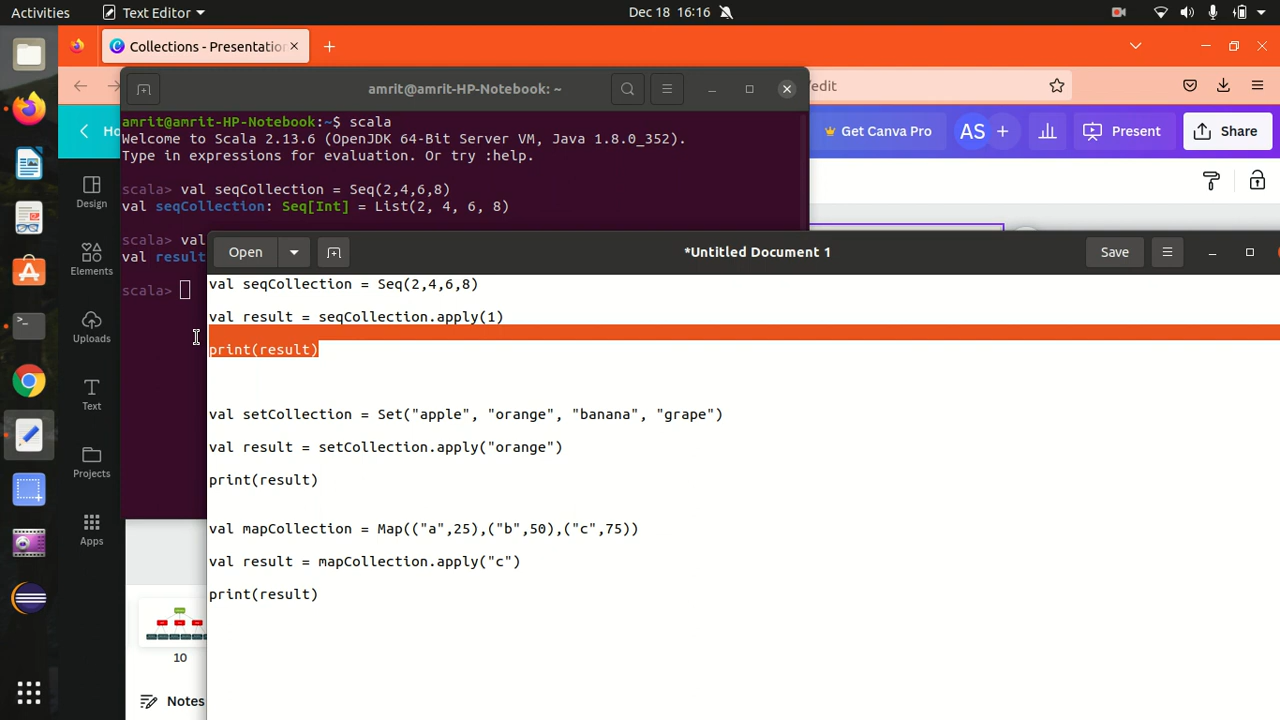 Activities Text Editor Dec 18 16:16
Collections - Presentatio
/edit
Ho Get Canva Pro AS Present Share
Design
Elements
Uploads
Text
Projects
Apps
amrit@amrit-HP-Notebook: ~
amrit@amrit-HP-Notebook:~$ scala
Welcome to Scala 2.13.6 (OpenJDK 64-Bit Server VM, Java 1.8.0_352).
Type in expressions for evaluation. Or try :help.
scala> val seqCollection = Seq(2,4,6,8)
val seqCollection: Seq[Int] = List(2, 4, 6, 8)
scala> val
val result
scala>
Open *Untitled Document 1 Save
val seqCollection = Seq(2,4,6,8)
val result = seqCollection.apply(1)
print(result)
val setCollection = Set("apple", "orange", "banana", "grape")
val result = setCollection.apply("orange")
print(result)
val mapCollection = Map(("a",25),("b",50),("c",75))
val result = mapCollection.apply("c")
print(result)
10
Notes